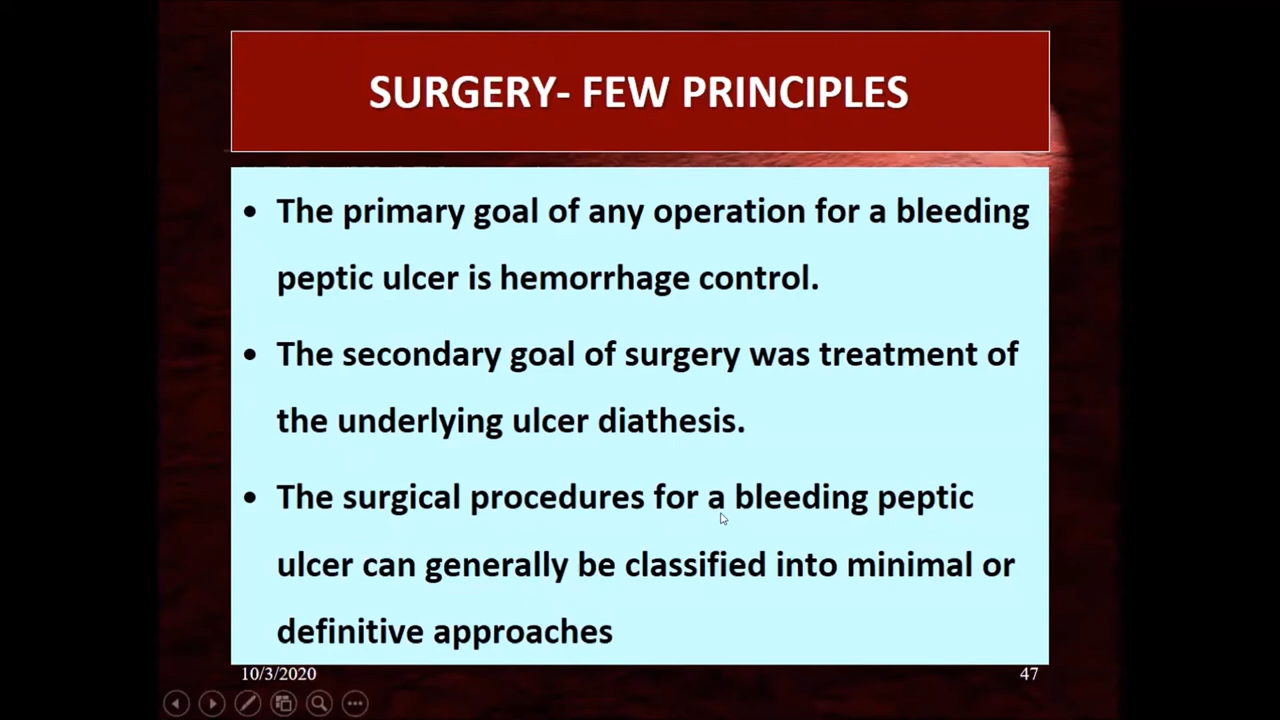 SURGERY- FEW PRINCIPLES
• The primary goal of any operation for a bleeding
peptic ulcer is hemorrhage control.
• The secondary goal of surgery was treatment of
the underlying ulcer diathesis.
• The surgical procedures for a bleeding peptic
ulcer can generally be classified into minimal or
definitive approaches
10/3/2020
47